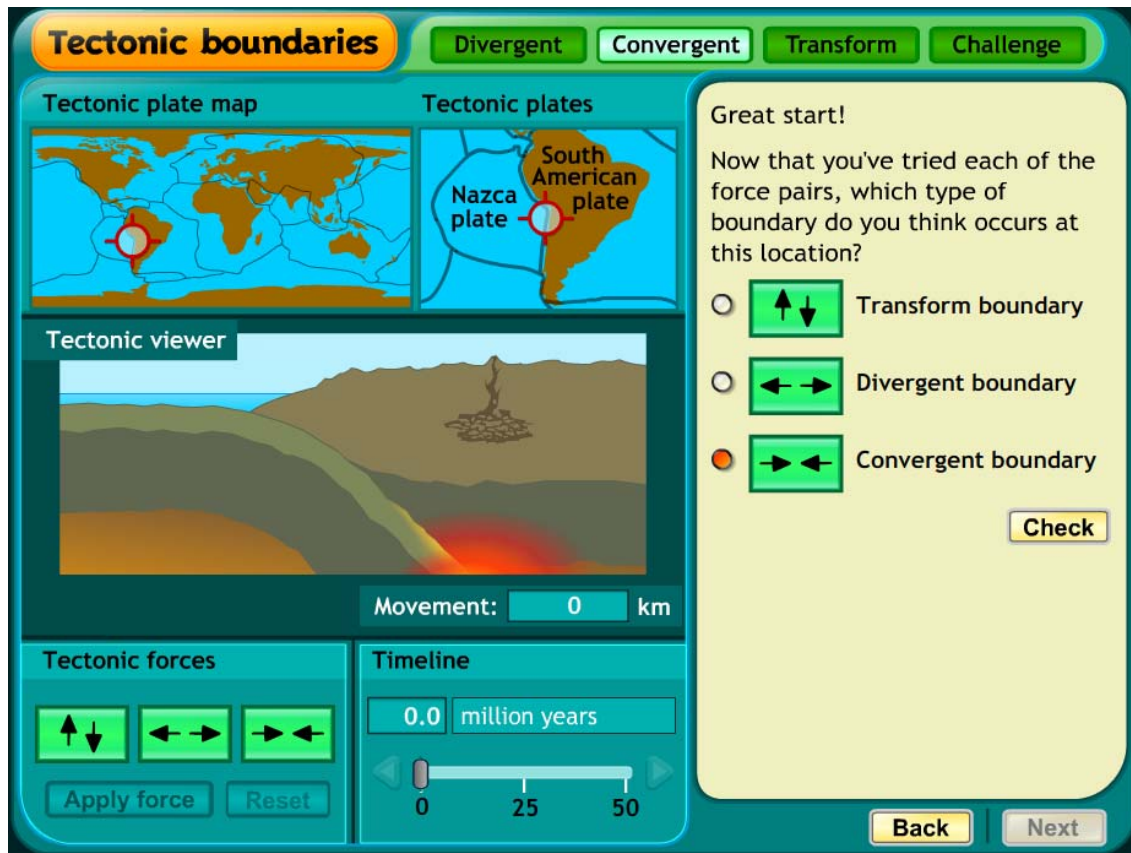 Tectonic boundaries
Divergent
Convergent
Transform
Challenge
Tectonic plate map
Tectonic plates
South
American
plate
Nazca
plate
Tectonic viewer
Movement: 0 km
Tectonic forces
Apply force
Reset
Timeline
0.0 million years
0 25 50
Great start!
Now that you've tried each of the
force pairs, which type of
boundary do you think occurs at
this location?
Transform boundary
Divergent boundary
Convergent boundary
Check
Back
Next